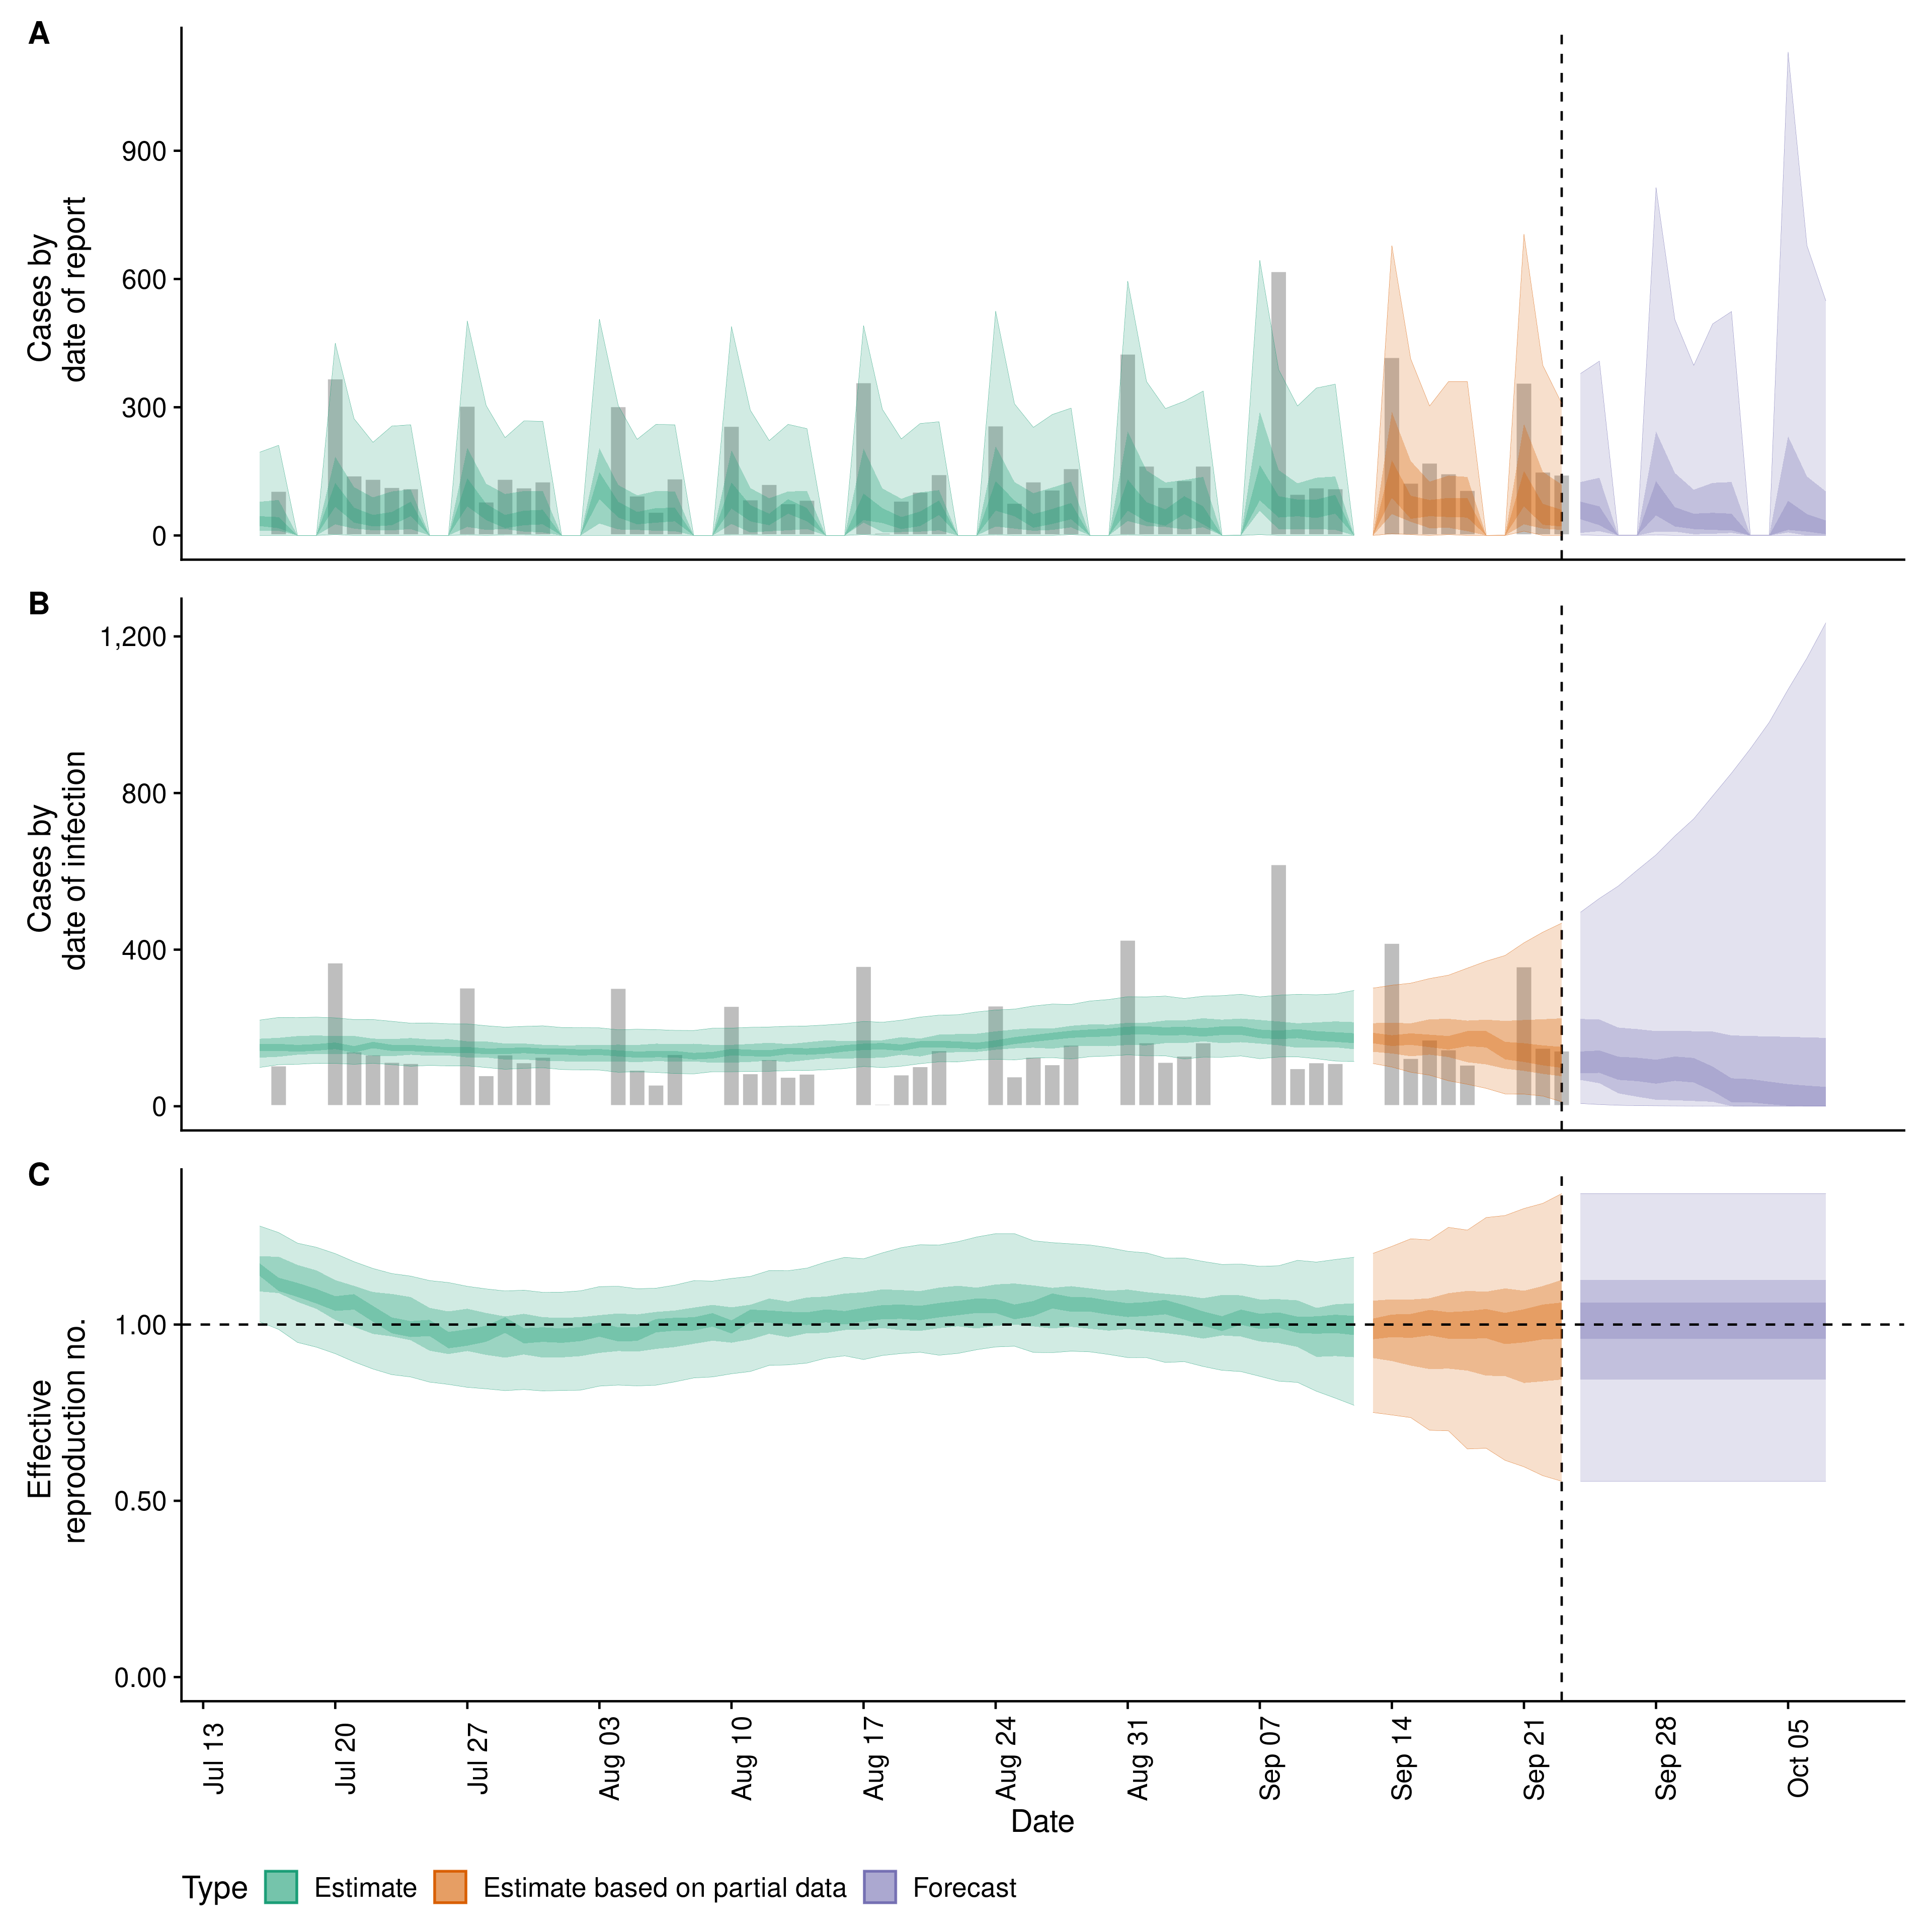 A
Cases by
date of report
900
600
300
0
B
Cases by
date of infection
1,200
800
400
0
C
Effective
reproduction no.
1.00
0.50
0.00
Jul 13
Jul 20
Jul 27
Aug 03
Aug 10
Aug 17
Aug 24
Aug 31
Sep 07
Sep 14
Sep 21
Sep 28
Oct 05
Date
Type Estimate Estimate based on partial data Forecast